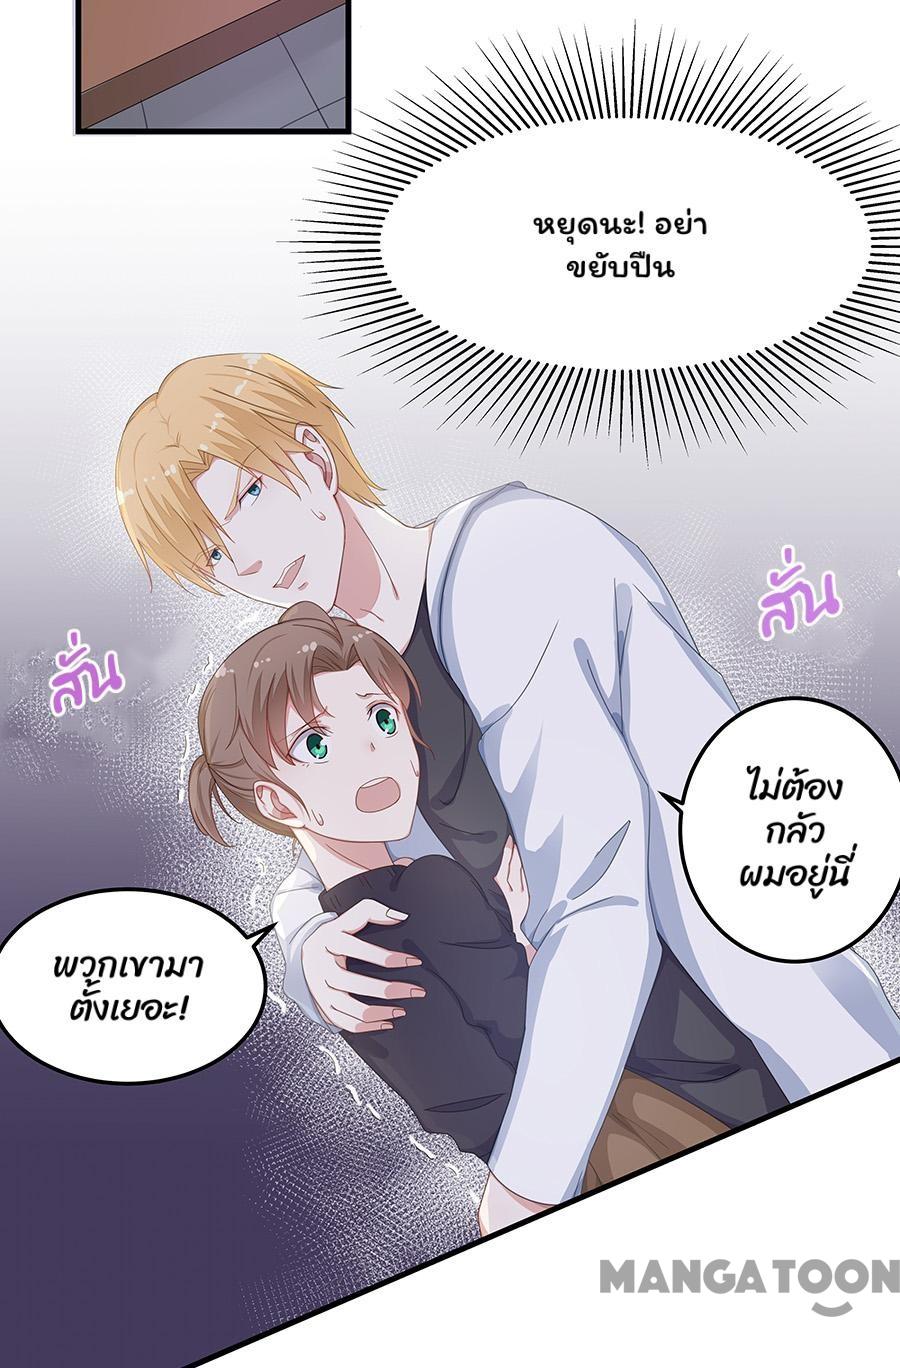 หยุดนะ! อย่า
ขยับปืน
สั่น
สั่น
ไม่ต้อง
กลัว
ผมอยู่นี่
พวกเขามา
ตั้งเยอะ!
MANGATOON